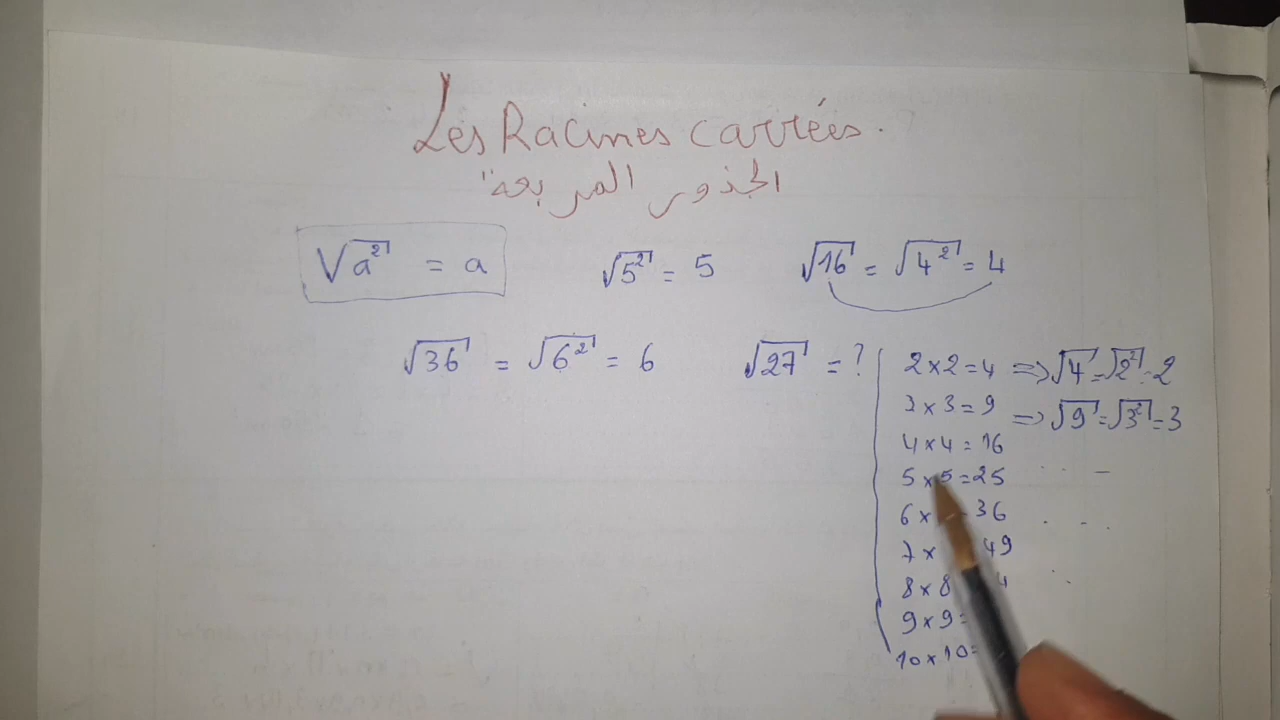 Les Racines carrées.
الجذور المربعة"
√a² = a √5² = 5 √16 = √4² = 4
√36 = √6² = 6 √27 = ?
2×2=4 => √4=√2²=2
3×3=9 => √9=√3²=3
4×4=16
5×5=25
6× 36
7× 49
8×8 4
9×9=
10×10=